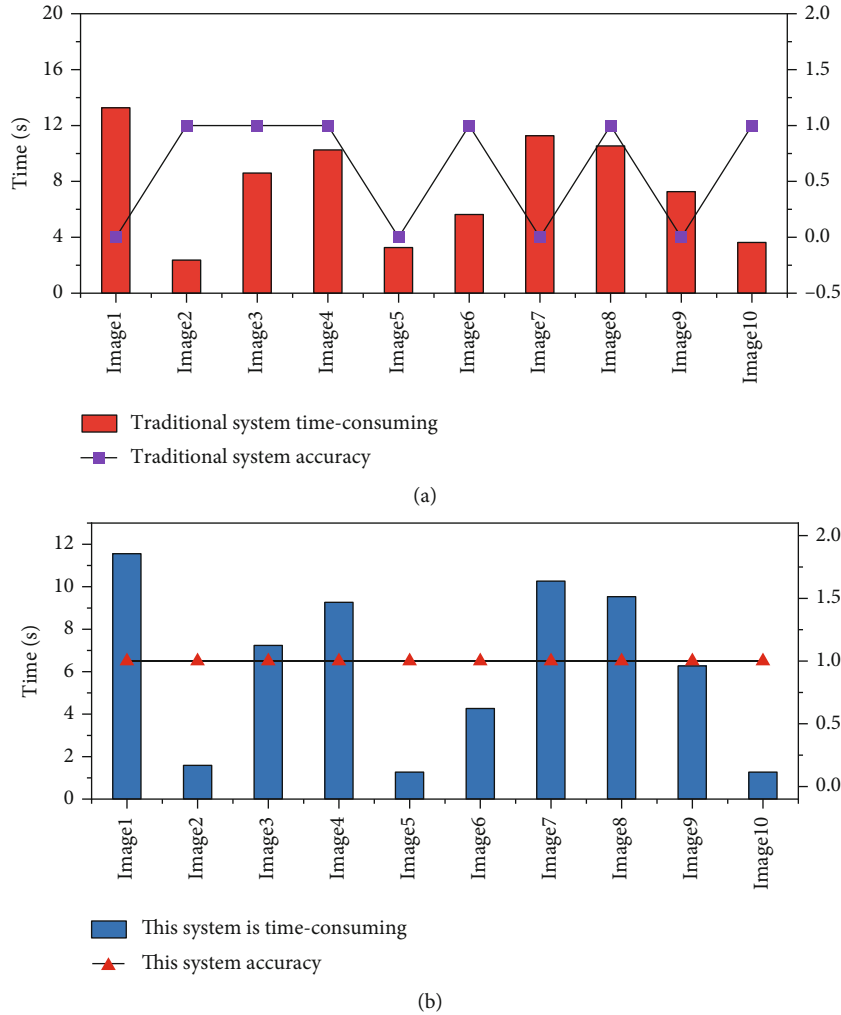 20
16
12
8
4
0
Time (s)
2.0
1.5
1.0
0.5
0.0
–0.5
Image1
Image2
Image3
Image4
Image5
Image6
Image7
Image8
Image9
Image10
Traditional system time-consuming
Traditional system accuracy
(a)
12
10
8
6
4
2
0
Time (s)
2.0
1.5
1.0
0.5
0.0
Image1
Image2
Image3
Image4
Image5
Image6
Image7
Image8
Image9
Image10
This system is time-consuming
This system accuracy
(b)